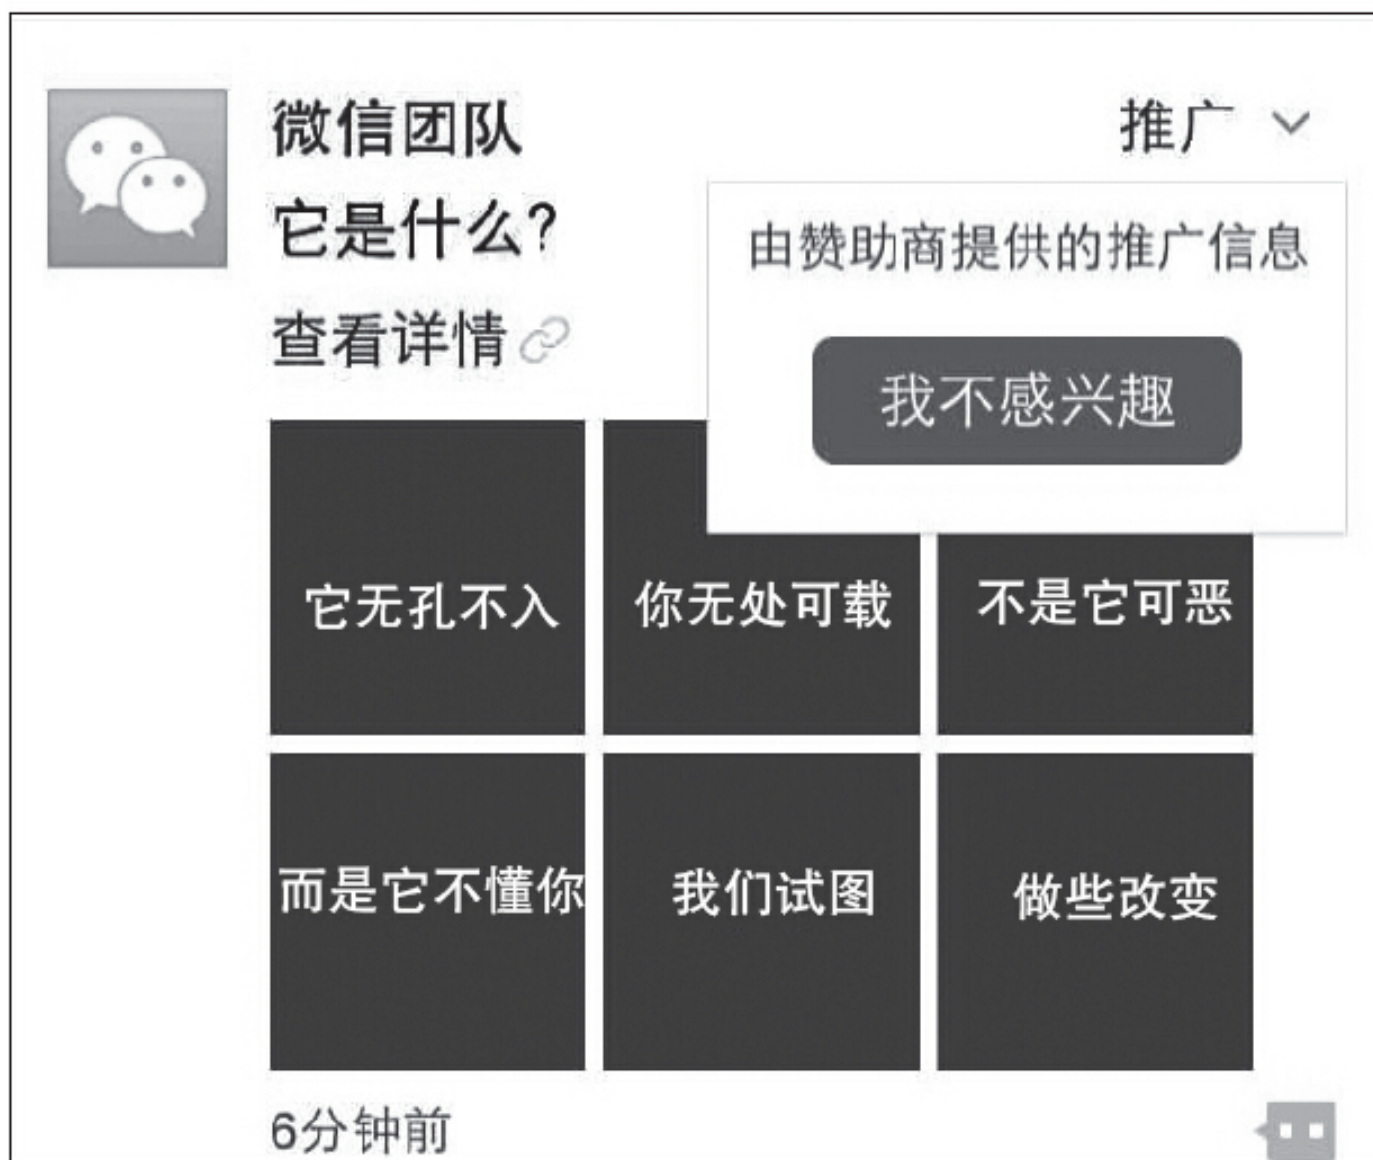 微信团队
推广
它是什么?
由赞助商提供的推广信息
查看详情
我不感兴趣
它无孔不入
你无处可载
不是它可恶
而是它不懂你
我们试图
做些改变
6分钟前